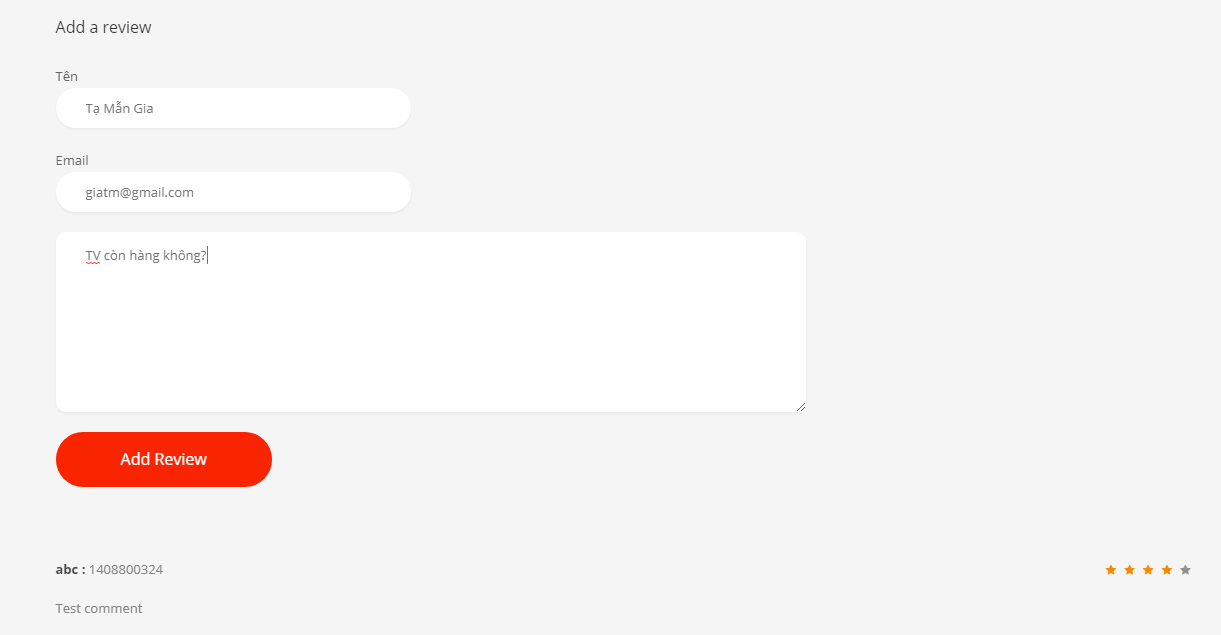 Add a review
Tên
Tạ Mẫn Gia
Email
giatm@gmail.com
TV còn hàng không?
Add Review
abc : 1408800324
Test comment